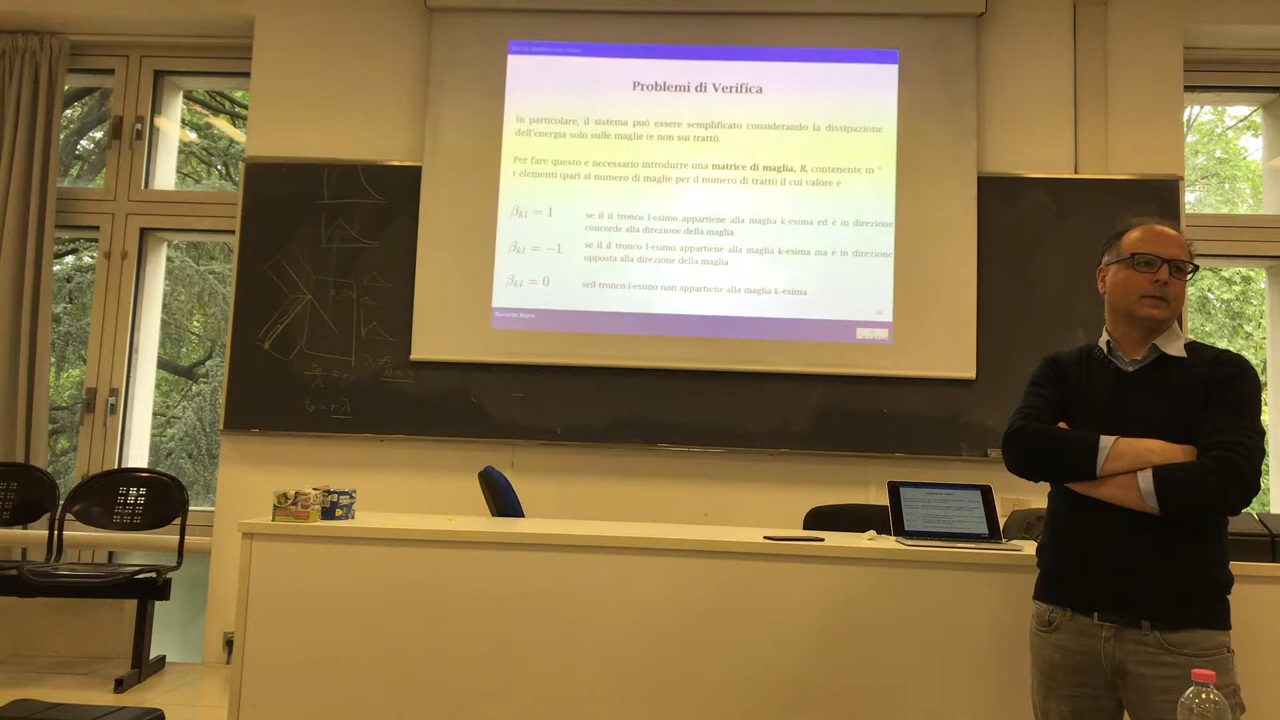 Problemi di Verifica
In particolare, il sistema può essere semplificato considerando la dissipazione
dell'energia solo sulle maglie (e non sui tratti).
Per fare questo e necessario introdurre una matrice di maglia, B, contenente m *
t elementi (pari al numero di maglie per il numero di tratti) il cui valore è
βkl = 1 se il il tronco l-esimo appartiene alla maglia k-esima ed è in direzione
concorde alla direzione della maglia
βkl = −1 se il il tronco l-esimo appartiene alla maglia k-esima ma è in direzione
opposta alla direzione della maglia
βkl = 0 seil tronco l-esimo non appartiene alla maglia k-esima
Riccardo Rigon